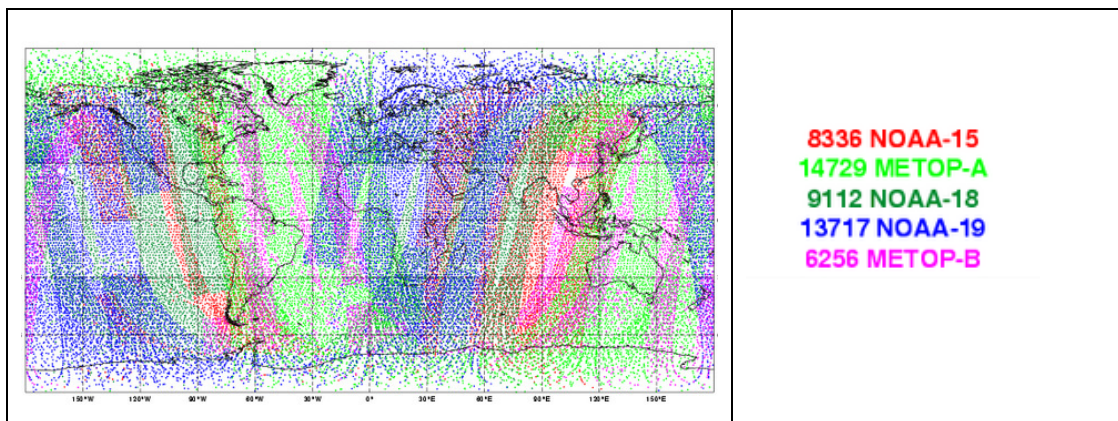 150°W 120°W 90°W 60°W 30°W 0° 30°E 60°E 90°E 120°E 150°E
8336 NOAA-15
14729 METOP-A
9112 NOAA-18
13717 NOAA-19
6256 METOP-B